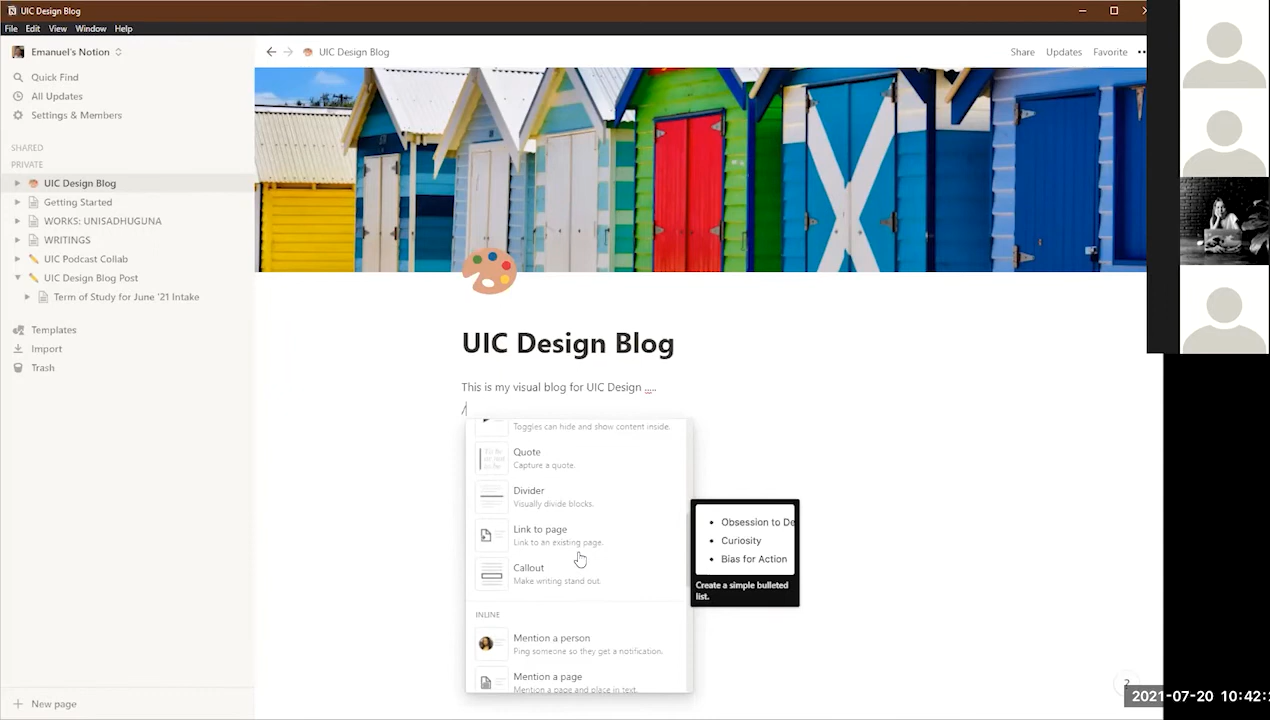 UIC Design Blog
File Edit View Window Help
Emanuel's Notion
UIC Design Blog
Share Updates Favorite
Quick Find
All Updates
Settings & Members
SHARED
PRIVATE
UIC Design Blog
Getting Started
WORKS: UNISADHUGUNA
WRITINGS
UIC Podcast Collab
UIC Design Blog Post
Term of Study for June '21 Intake
Templates
Import
Trash
New page
UIC Design Blog
This is my visual blog for UIC Design .....
/
Toggles can hide and show content inside.
Quote
Capture a quote.
Divider
Visually divide blocks.
Link to page
Link to an existing page.
Callout
Make writing stand out.
INLINE
Mention a person
Ping someone so they get a notification.
Mention a page
Mention a page and place in text.
• Obsession to De
• Curiosity
• Bias for Action
Create a simple bulleted
list.
2021-07-20 10:42: